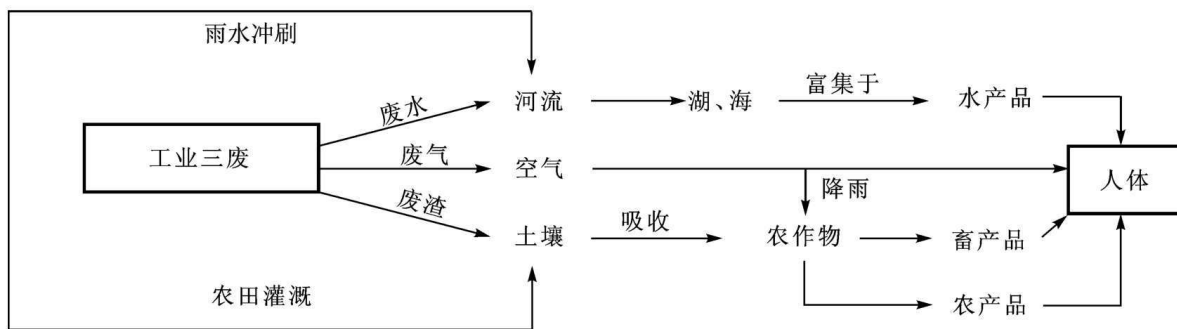 雨水冲刷
废水
河流
湖、海
富集于
水产品
工业三废
废气
空气
降雨
人体
废渣
土壤
吸收
农作物
畜产品
农田灌溉
农产品